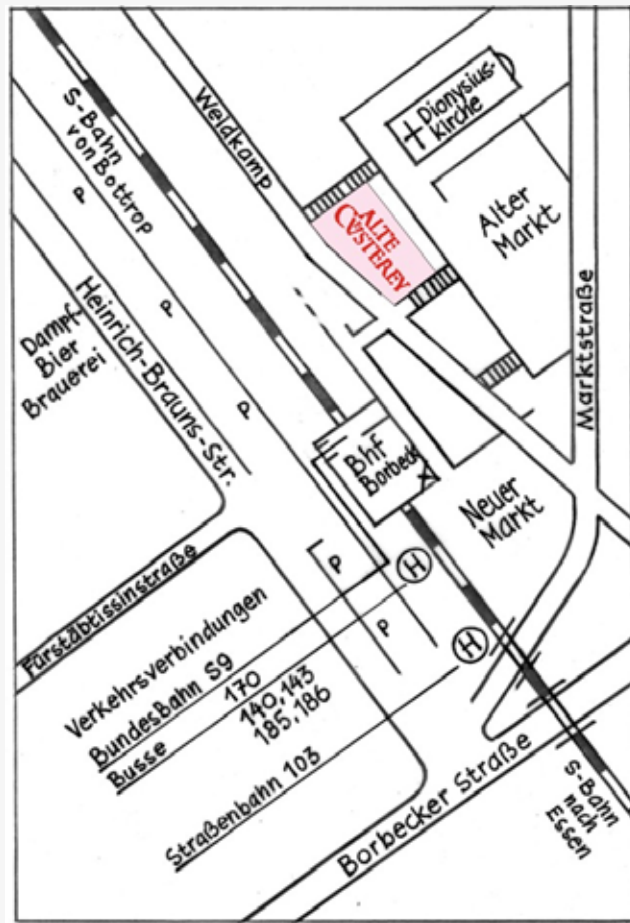 S-Bahn
von Bottrop
Weidkamp
Dionysius-
kirche
Alter
Markt
ALTE
CVSTEREY
Marktstraße
P
P
P
Heinrich-Brauns-Str.
Dampf-
Bier
Brauerei
Bhf
Borbeck
Neuer
Markt
Fürstäbtissinstraße
P
P
H
H
Verkehrsverbindungen
Bundesbahn S9
170
Busse 140,143
185,186
Straßenbahn 103
Borbecker Straße
S-Bahn
nach
Essen